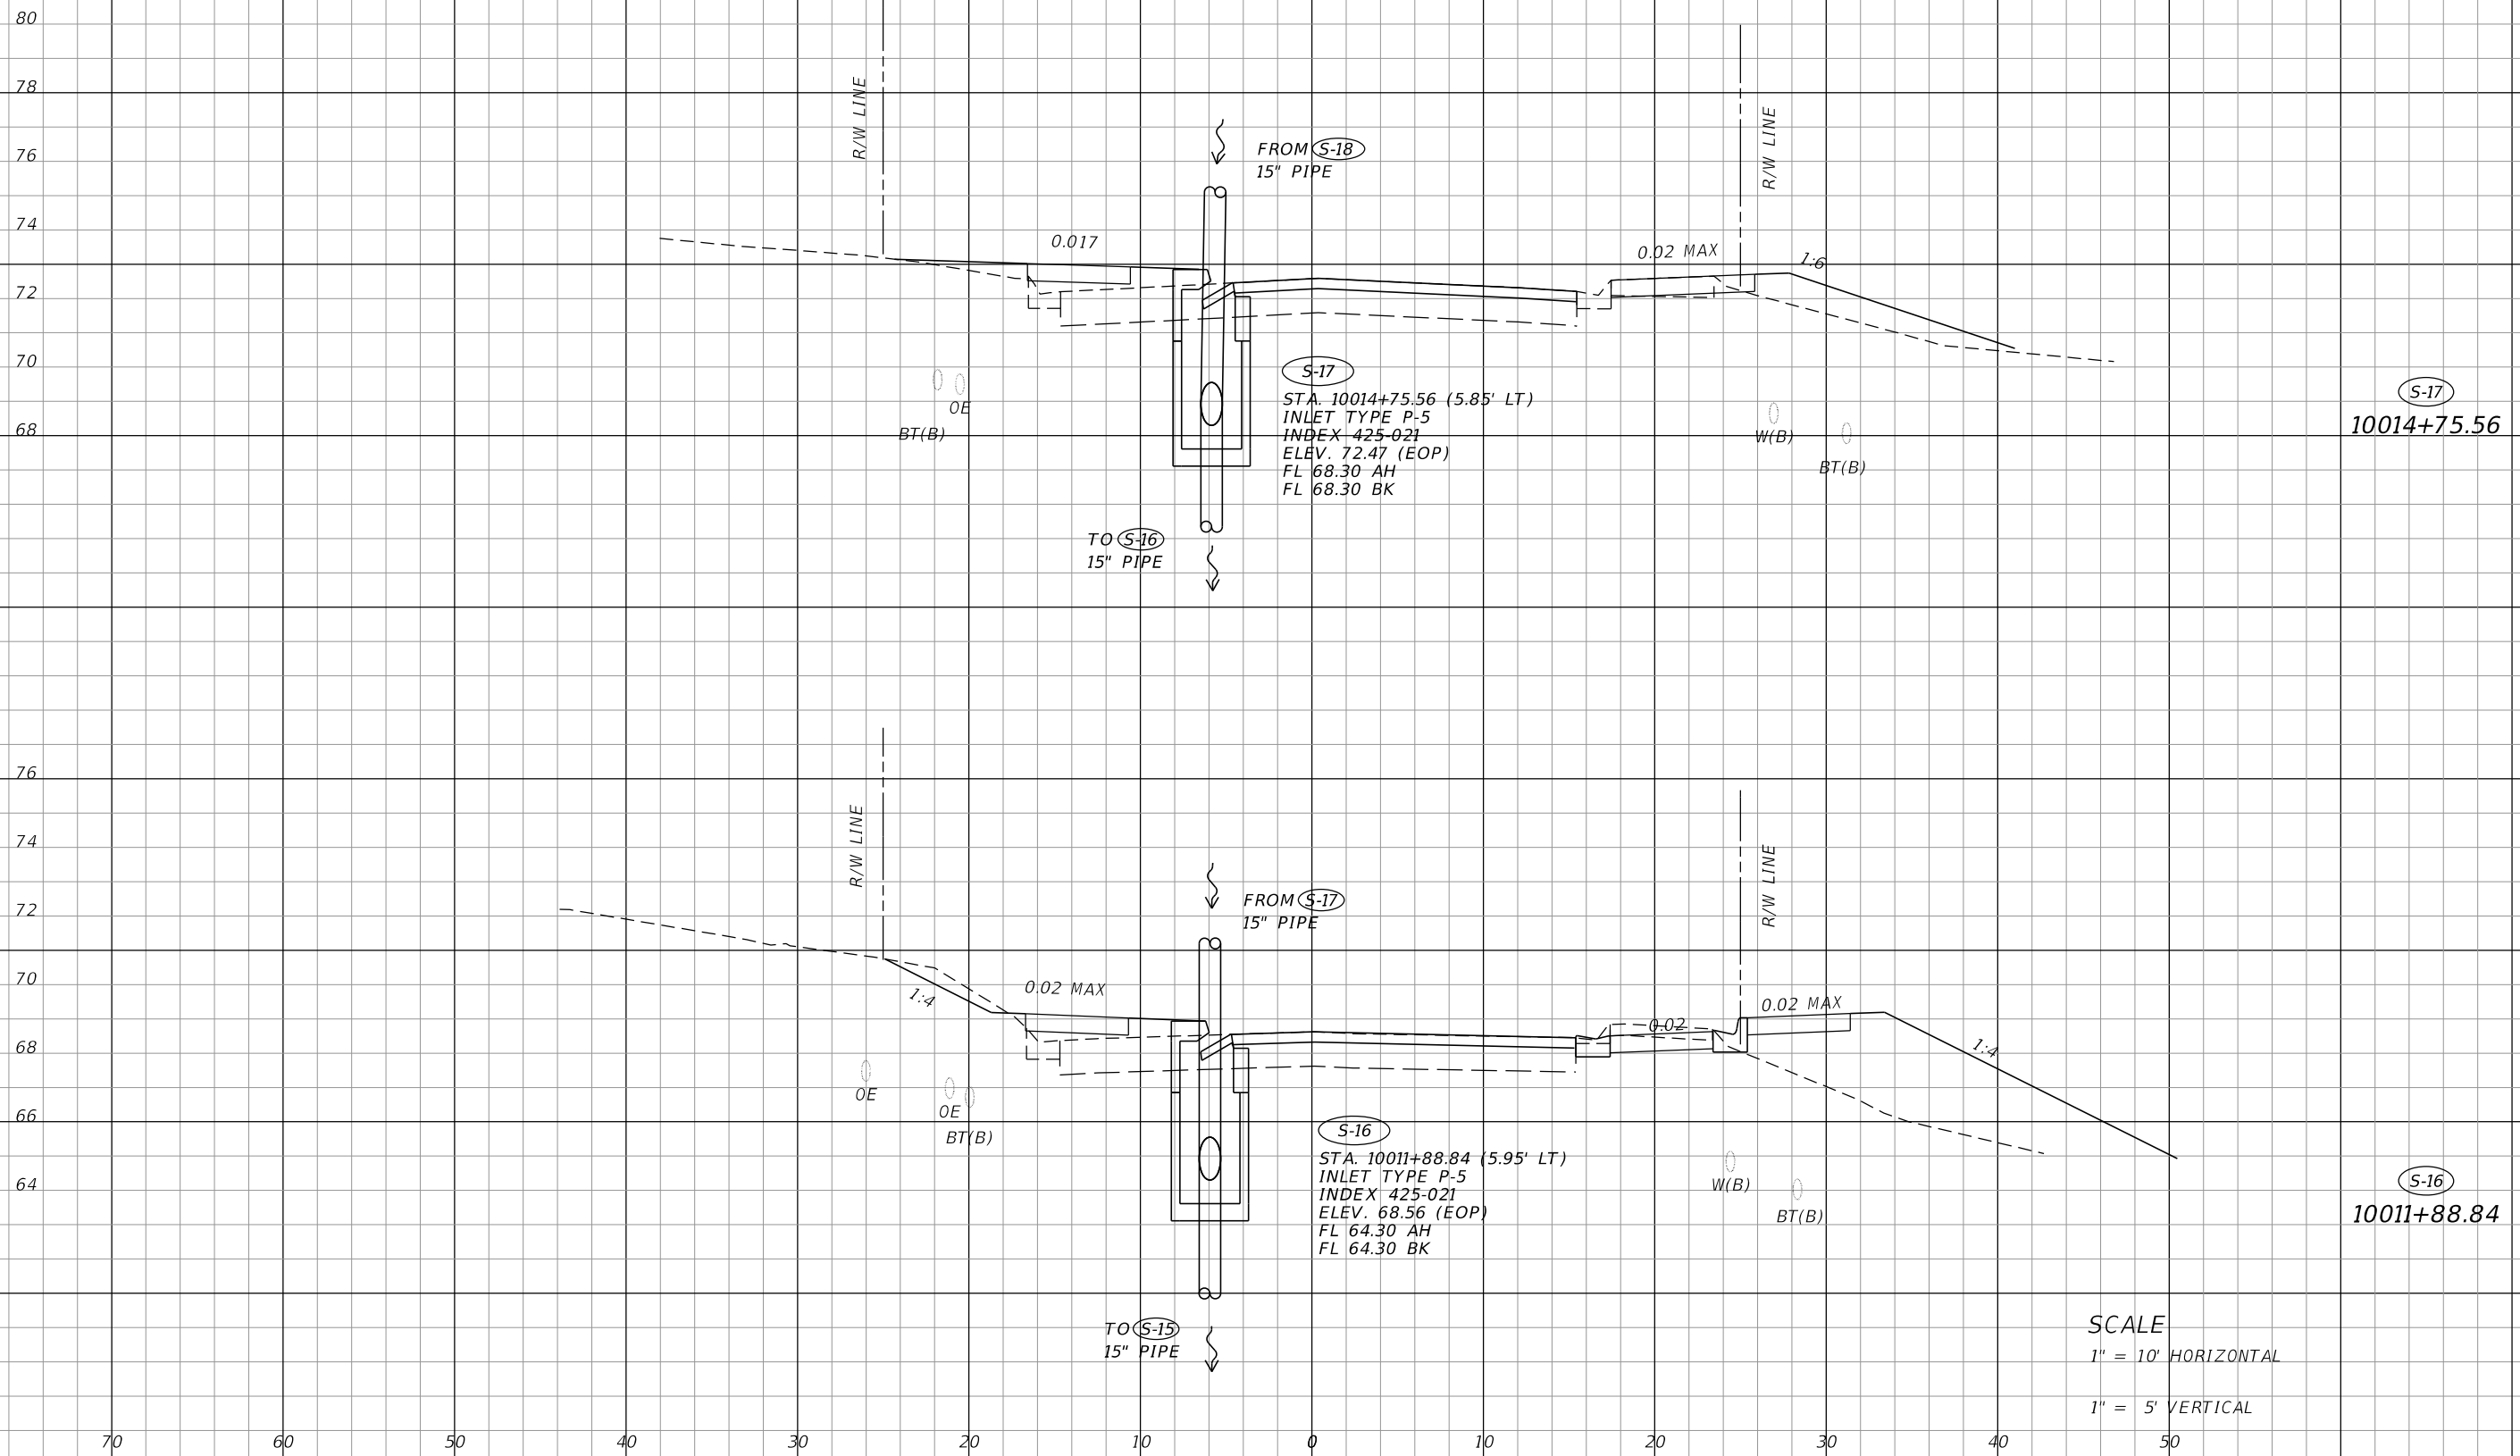 80
78
76
74
72
70
68
R/W LINE
R/W LINE
FROM S-18
15" PIPE
0.017
0.02 MAX
1:6
OE
BT(B)
W(B)
BT(B)
S-17
STA. 10014+75.56 (5.85' LT)
INLET TYPE P-5
INDEX 425-021
ELEV. 72.47 (EOP)
FL 68.30 AH
FL 68.30 BK
S-17
10014+75.56
TO S-16
15" PIPE
76
74
72
70
68
66
64
R/W LINE
R/W LINE
FROM S-17
15" PIPE
1:4
0.02 MAX
0.02
0.02 MAX
1:4
OE
OE
BT(B)
W(B)
BT(B)
S-16
STA. 10011+88.84 (5.95' LT)
INLET TYPE P-5
INDEX 425-021
ELEV. 68.56 (EOP)
FL 64.30 AH
FL 64.30 BK
S-16
10011+88.84
TO S-15
15" PIPE
SCALE
1" = 10' HORIZONTAL
1" = 5' VERTICAL
70 60 50 40 30 20 10 0 10 20 30 40 50